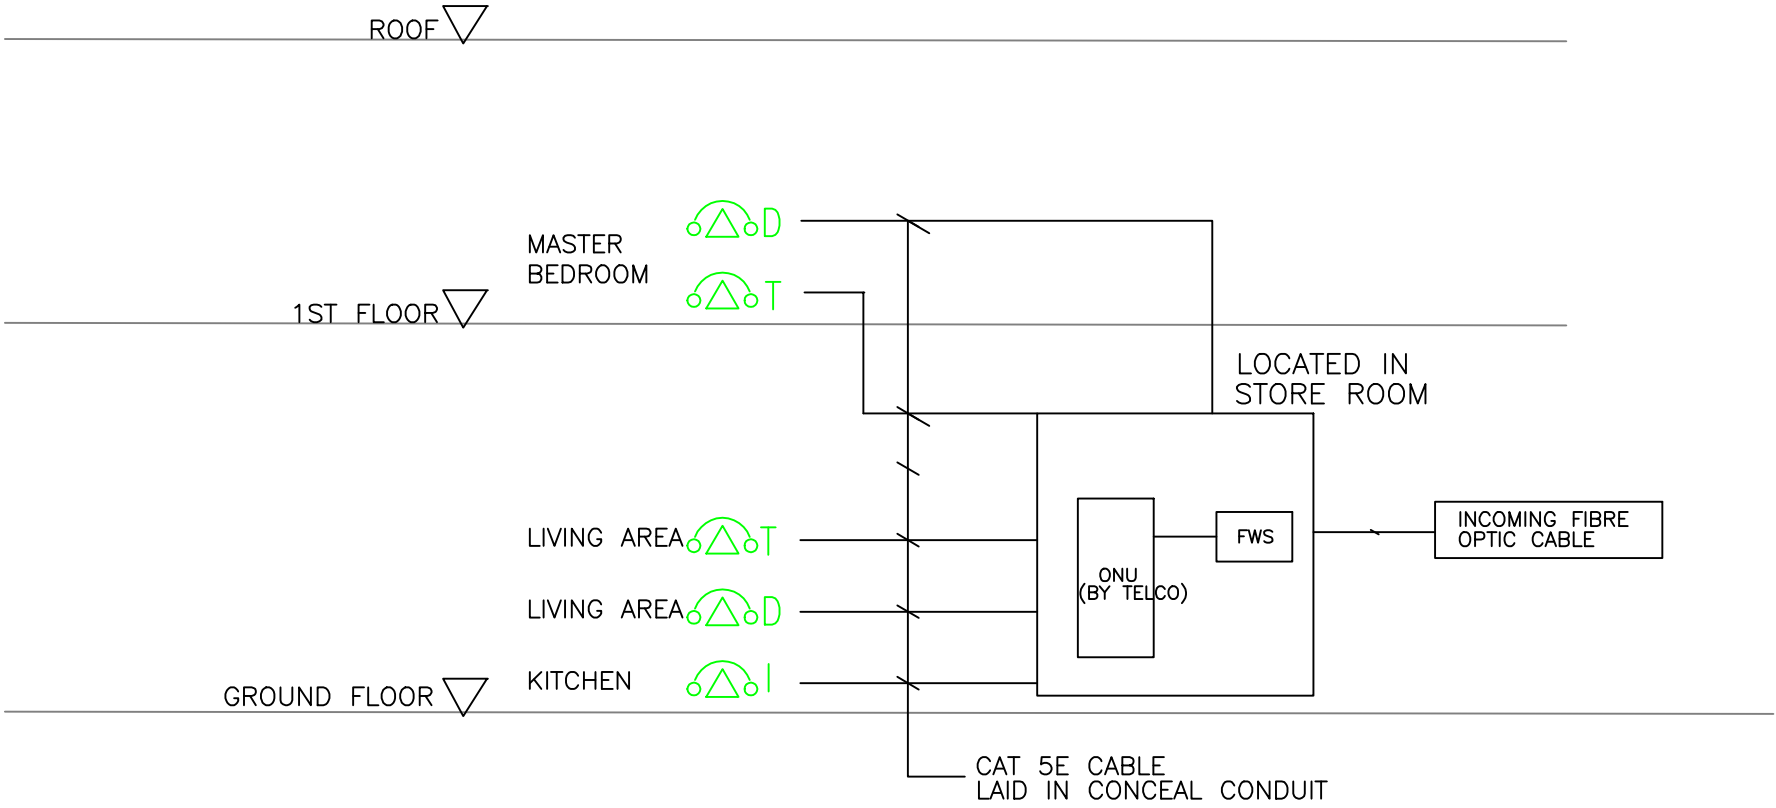 ROOF
D
MASTER
BEDROOM
T
1ST FLOOR
LOCATED IN
STORE ROOM
LIVING AREA T
INCOMING FIBRE
OPTIC CABLE
FWS
ONU
(BY TELCO)
LIVING AREA D
KITCHEN I
GROUND FLOOR
CAT 5E CABLE
LAID IN CONCEAL CONDUIT